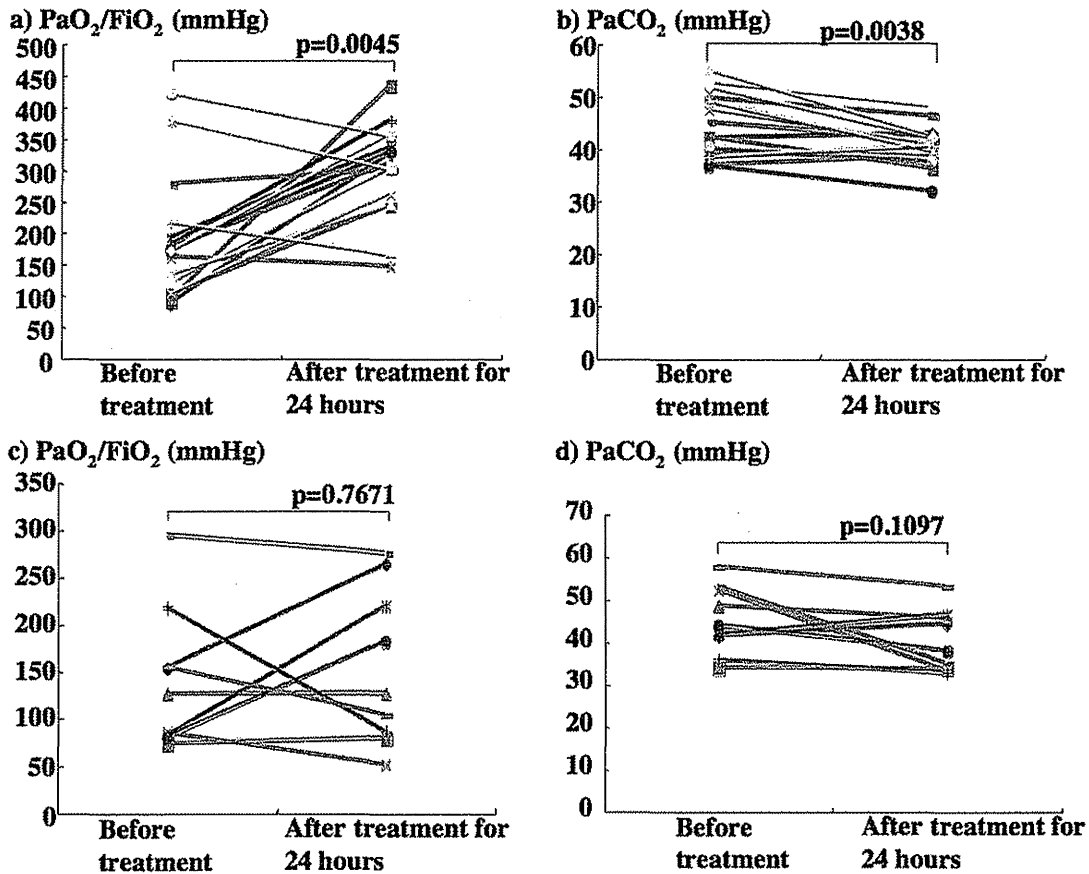 a) PaO₂/FiO₂ (mmHg)
p=0.0045
500
450
400
350
300
250
200
150
100
50
0
Before treatment
After treatment for 24 hours
b) PaCO₂ (mmHg)
p=0.0038
60
50
40
30
20
10
0
Before treatment
After treatment for 24 hours
c) PaO₂/FiO₂ (mmHg)
p=0.7671
350
300
250
200
150
100
50
0
Before treatment
After treatment for 24 hours
d) PaCO₂ (mmHg)
p=0.1097
70
60
50
40
30
20
10
0
Before treatment
After treatment for 24 hours